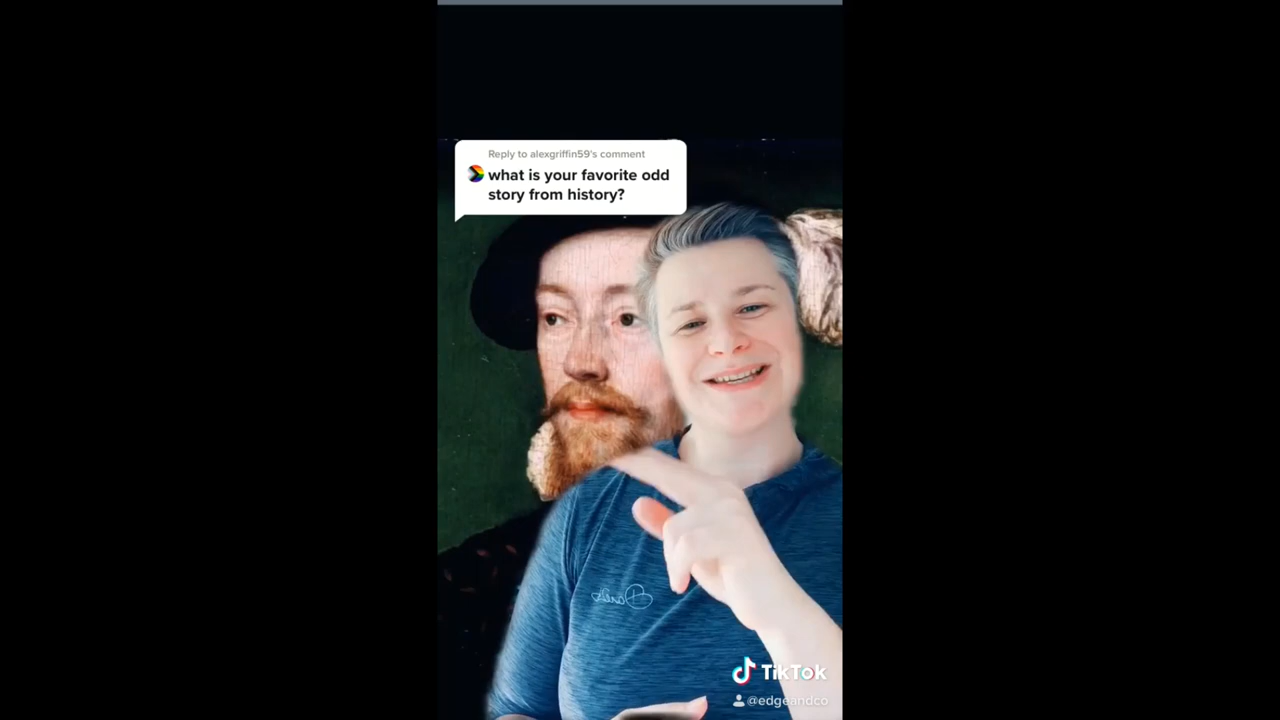 Reply to alexgriffin59's comment
what is your favorite odd
story from history?
TikTok
@edgeandco